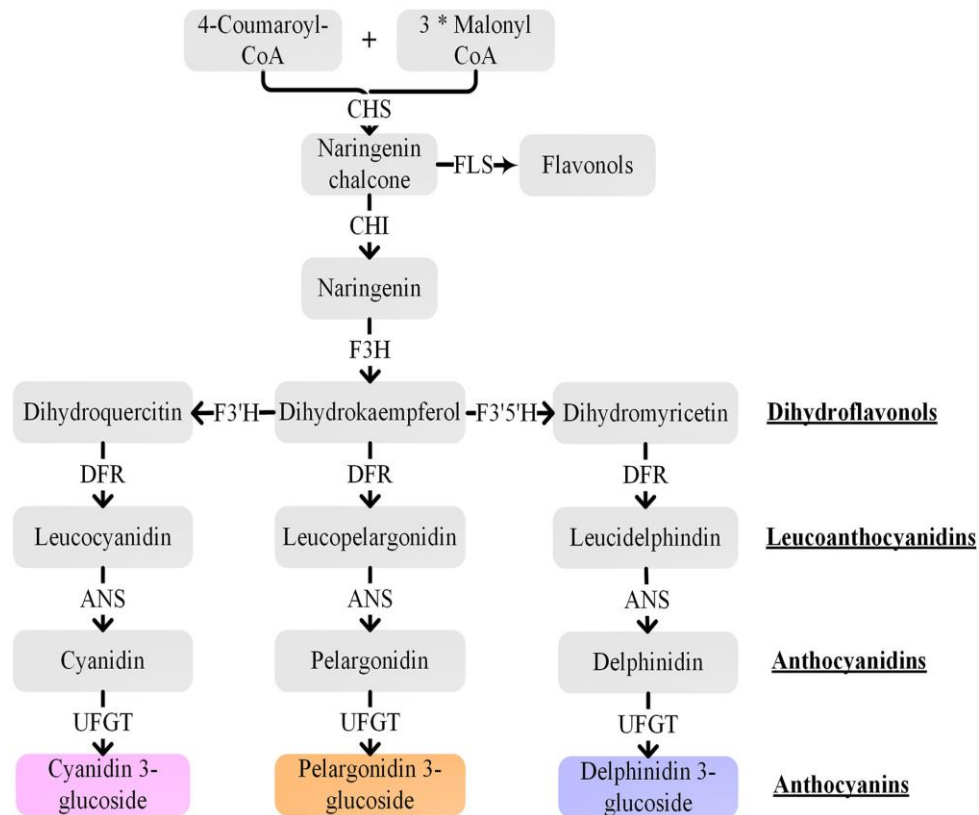 4-Coumaroyl-
CoA
+
3 * Malonyl
CoA
CHS
Naringenin
chalcone
FLS
Flavonols
CHI
Naringenin
F3H
Dihydroquercitin
F3'H
Dihydrokaempferol
F3'5'H
Dihydromyricetin
Dihydroflavonols
DFR
DFR
DFR
Leucocyanidin
Leucopelargonidin
Leucidelphindin
Leucoanthocyanidins
ANS
ANS
ANS
Cyanidin
Pelargonidin
Delphinidin
Anthocyanidins
UFGT
UFGT
UFGT
Cyanidin 3-
glucoside
Pelargonidin 3-
glucoside
Delphinidin 3-
glucoside
Anthocyanins